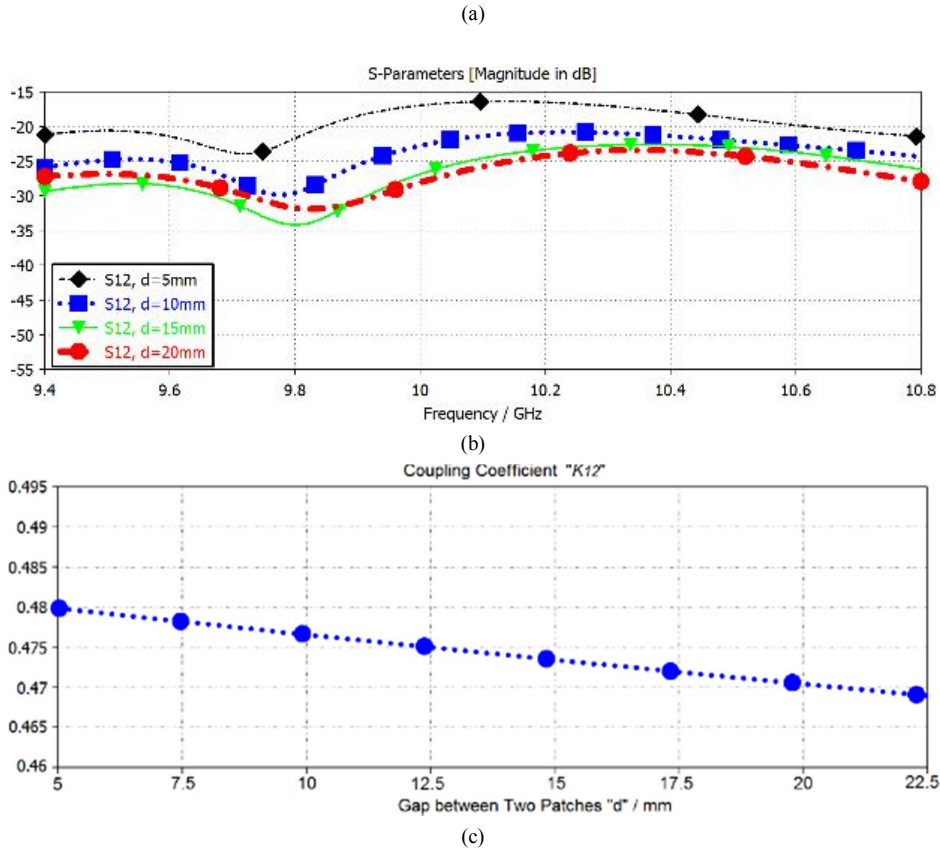 (a)
S-Parameters [Magnitude in dB]
-15
-20
-25
-30
-35
-40
-45
-50
-55
S12, d=5mm
S12, d=10mm
S12, d=15mm
S12, d=20mm
9.4 9.6 9.8 10 10.2 10.4 10.6 10.8
Frequency / GHz
(b)
Coupling Coefficient "K12"
0.495
0.49
0.485
0.48
0.475
0.47
0.465
0.46
5 7.5 10 12.5 15 17.5 20 22.5
Gap between Two Patches "d" / mm
(c)